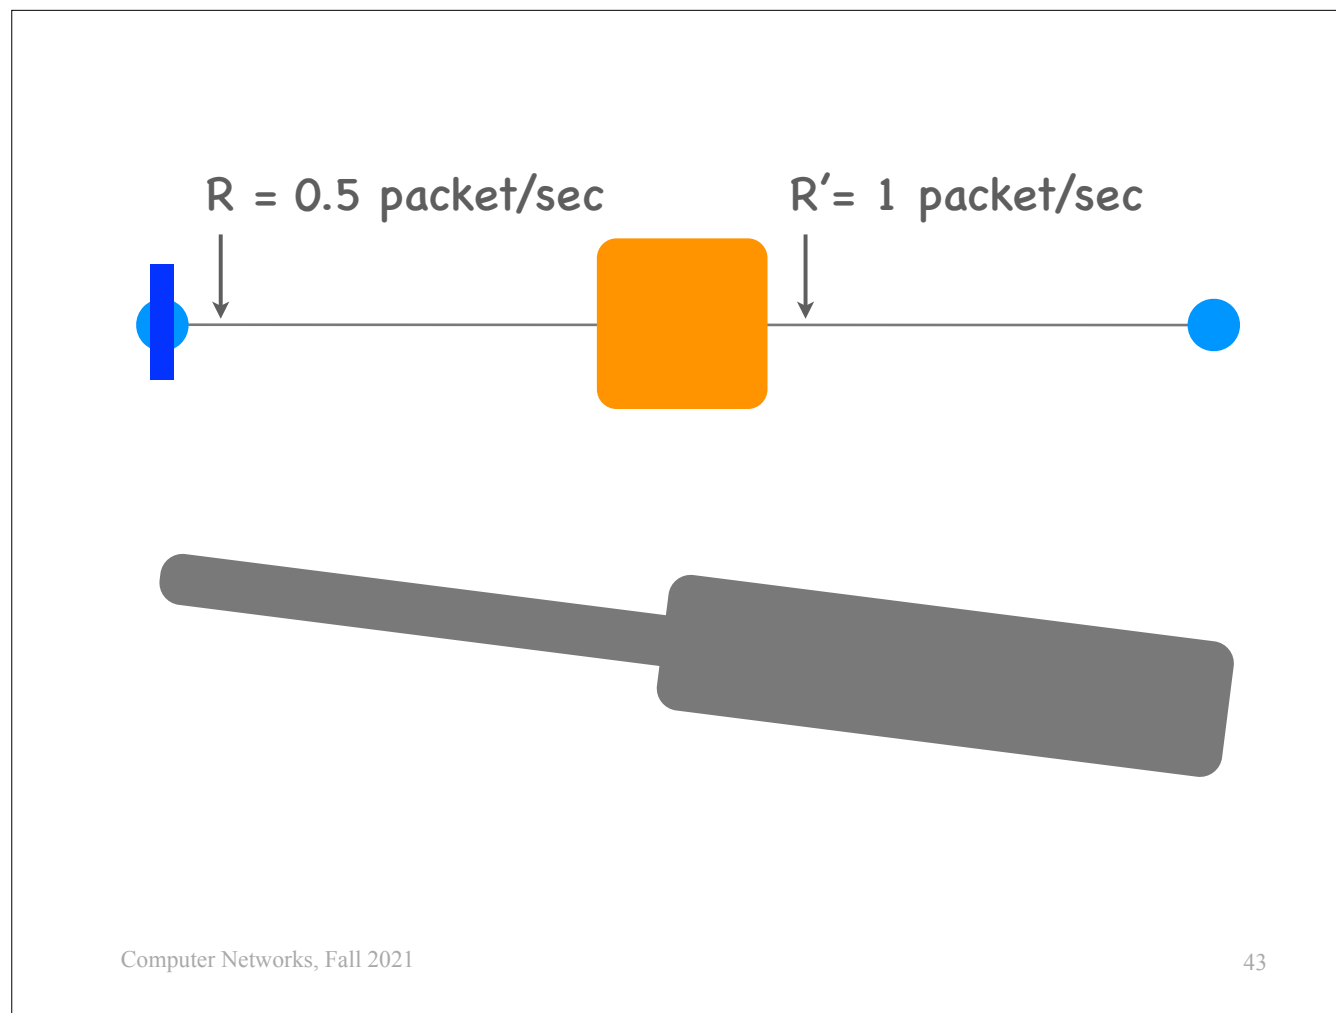 R = 0.5 packet/sec R′= 1 packet/sec
Computer Networks, Fall 2021 43